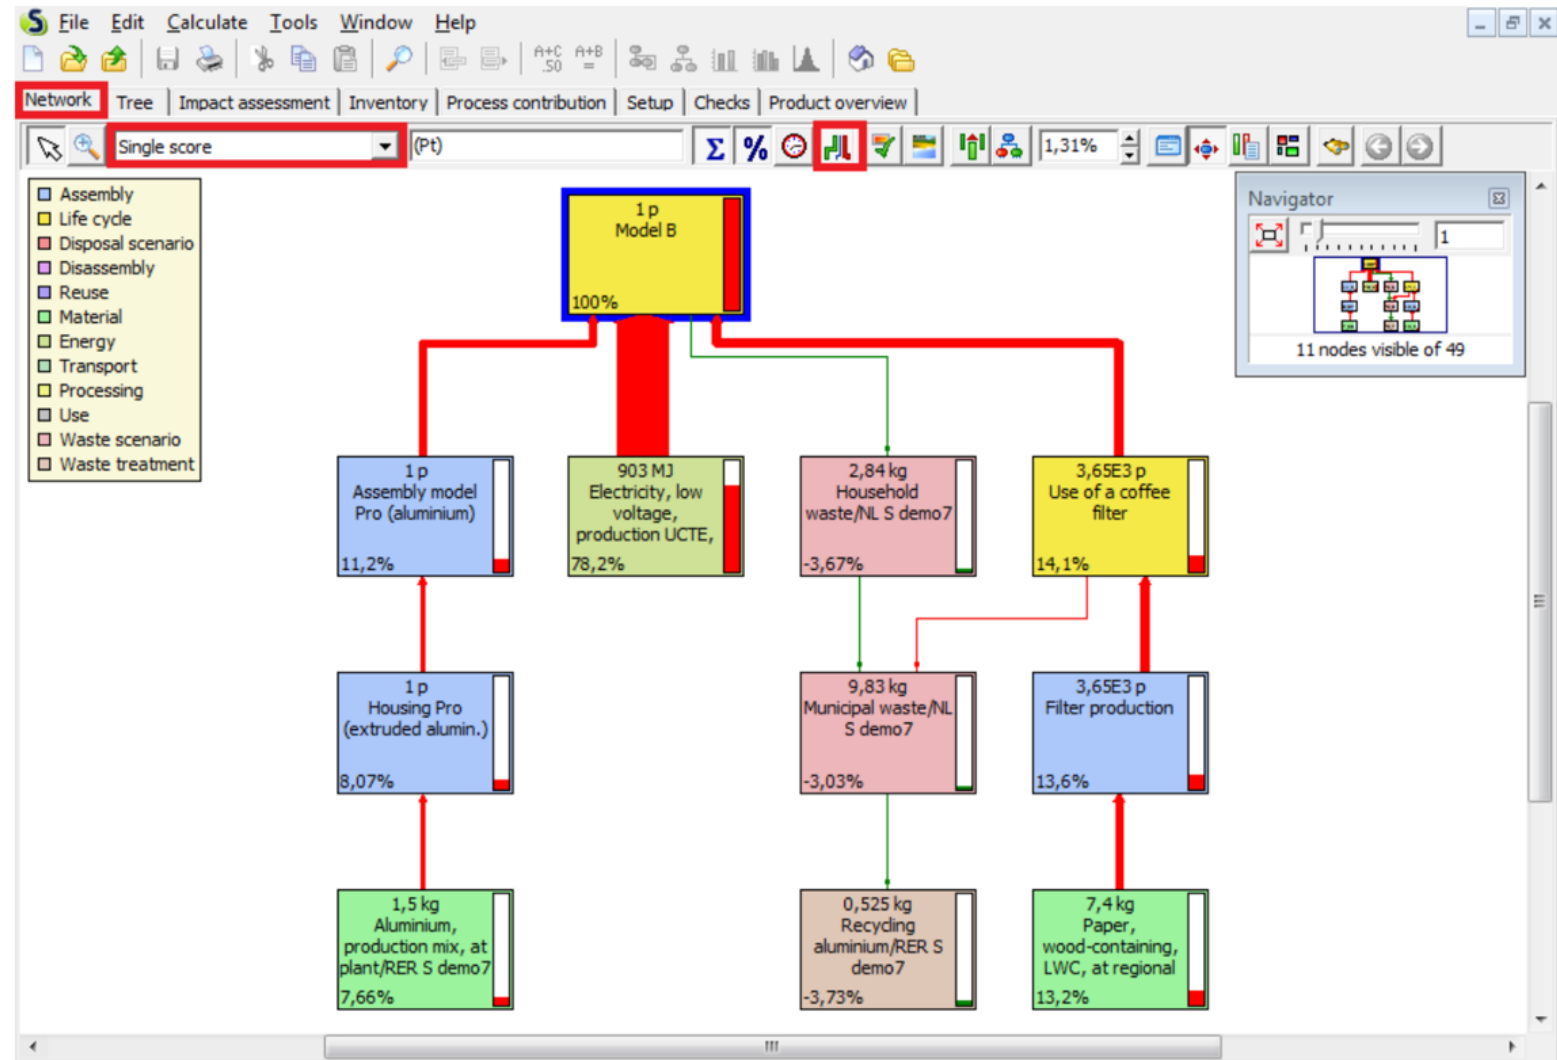 File Edit Calculate Tools Window Help
A+C .50 A+B =
Network Tree Impact assessment Inventory Process contribution Setup Checks Product overview
Single score (Pt) Σ % 1,31%
Assembly
Life cycle
Disposal scenario
Disassembly
Reuse
Material
Energy
Transport
Processing
Use
Waste scenario
Waste treatment
1 p
Model B
100%
Navigator
1
11 nodes visible of 49
1 p
Assembly model
Pro (aluminium)
11,2%
903 MJ
Electricity, low
voltage,
production UCTE,
78,2%
2,84 kg
Household
waste/NL S demo7
-3,67%
3,65E3 p
Use of a coffee
filter
14,1%
1 p
Housing Pro
(extruded alumin.)
8,07%
9,83 kg
Municipal waste/NL
S demo7
-3,03%
3,65E3 p
Filter production
13,6%
1,5 kg
Aluminium,
production mix, at
plant/RER S demo7
7,66%
0,525 kg
Recycling
aluminium/RER S
demo7
-3,73%
7,4 kg
Paper,
wood-containing,
LWC, at regional
13,2%